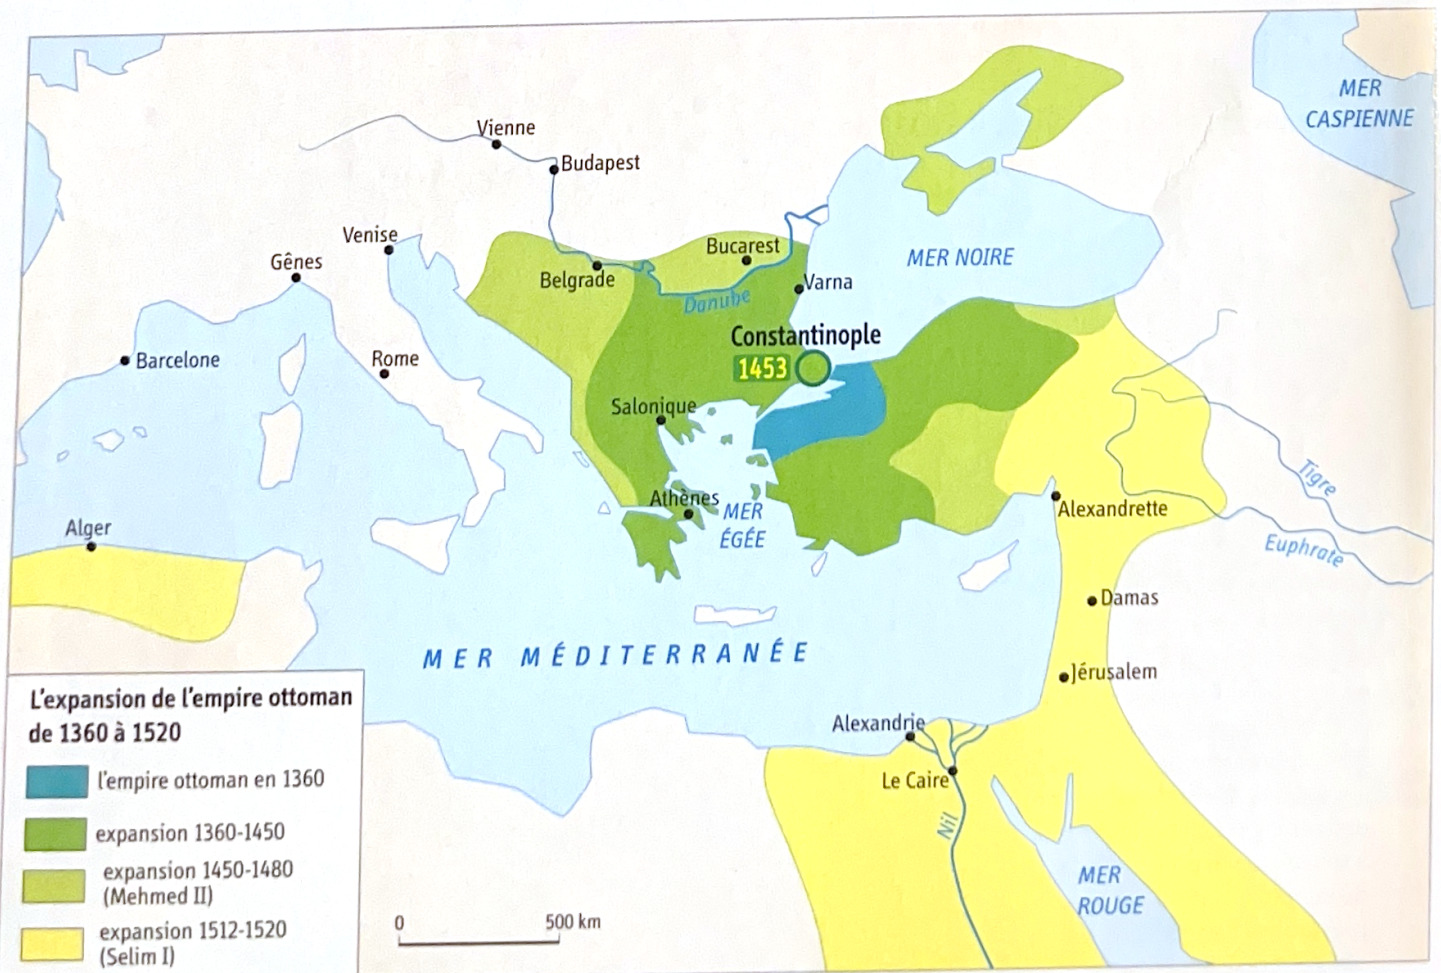 MER
CASPIENNE
Vienne
Budapest
Venise
Gênes
Bucarest
MER NOIRE
Belgrade
Varna
Danube
Constantinople
1453
Barcelone
Rome
Salonique
Tigre
Athènes
MER
ÉGÉE
Alexandrette
Alger
Euphrate
Damas
MER MÉDITERRANÉE
Jérusalem
Alexandrie
Le Caire
Nil
MER
ROUGE
L'expansion de l'empire ottoman
de 1360 à 1520
l'empire ottoman en 1360
expansion 1360-1450
expansion 1450-1480
(Mehmed II)
expansion 1512-1520
(Selim I)
0 500 km